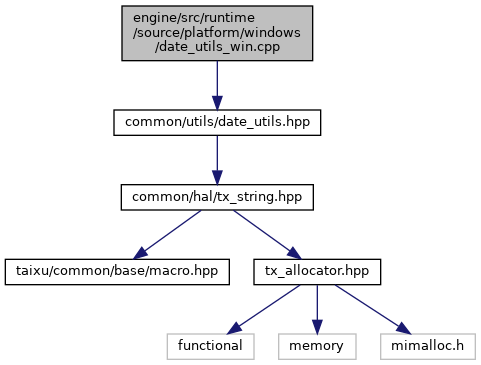 engine/src/runtime
/source/platform/windows
/date_utils_win.cpp
common/utils/date_utils.hpp
common/hal/tx_string.hpp
taixu/common/base/macro.hpp
tx_allocator.hpp
functional
memory
mimalloc.h